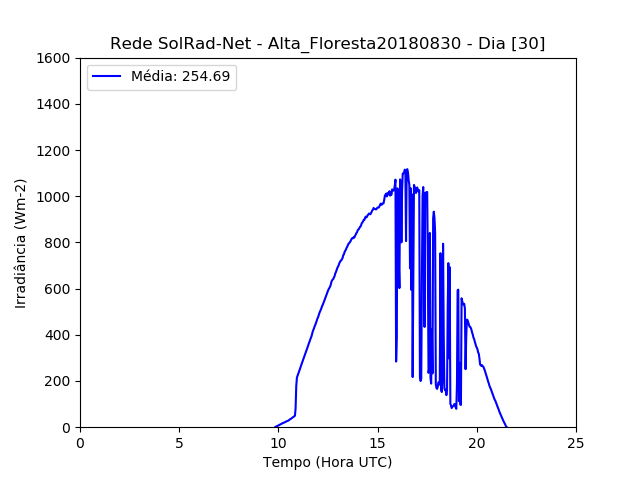 Rede SolRad-Net - Alta_Floresta20180830 - Dia [30]
Média: 254.69
Irradiância (Wm-2)
1600
1400
1200
1000
800
600
400
200
0
0 5 10 15 20 25
Tempo (Hora UTC)